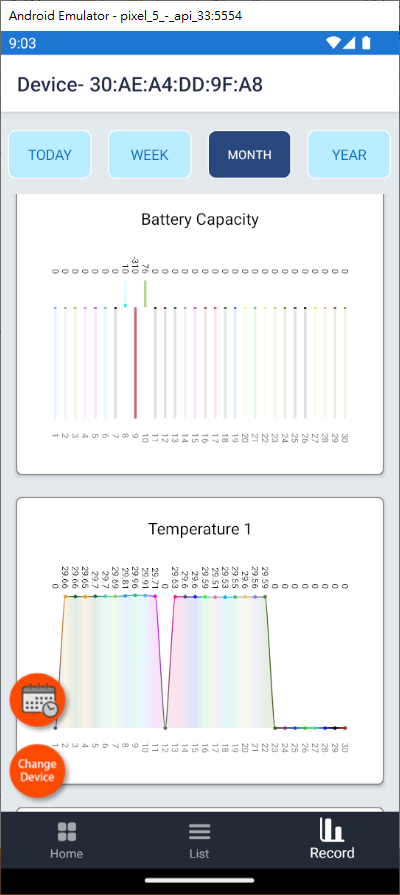 Android Emulator - pixel_5_-_api_33:5554
9:03
Device- 30:AE:A4:DD:9F:A8
TODAY WEEK MONTH YEAR
Battery Capacity
0 0 0 0 0 0 0 -31 76 0 0 0 0 0 0 0 0 0 0 0 0 0 0 0 0 0 0 0 0
1 2 3 4 5 6 7 8 9 10 11 12 13 14 15 16 17 18 19 20 21 22 23 24 25 26 27 28 29 30
Temperature 1
0 29.66 29.66 29.65 29.7 29.7 29.69 29.81 29.96 29.91 29.71 0 29.63 29.6 29.6 29.59 29.51 29.53 29.55 29.6 29.56 29.59 0 0 0 0 0 0 0 0
1 2 3 4 5 6 7 8 9 10 11 12 13 14 15 16 17 18 19 20 21 22 23 24 25 26 27 28 29 30
Change
Device
Home List Record